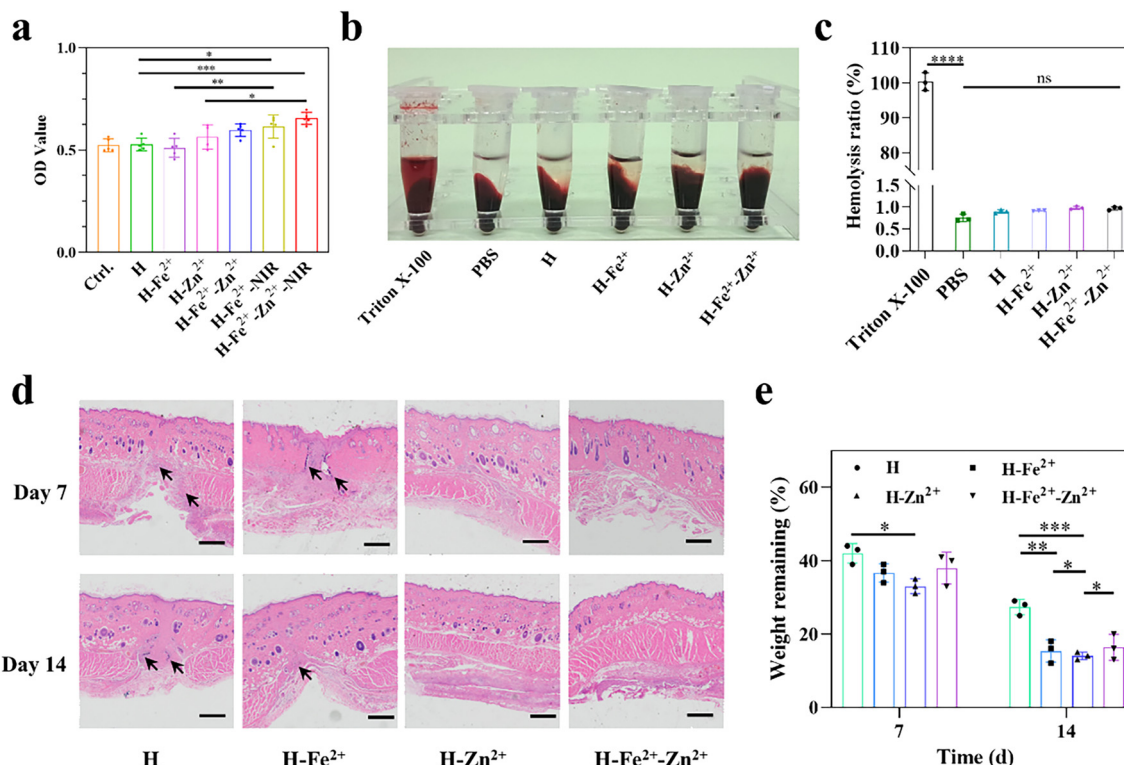 a
1.0
0.5
0.0
OD Value
*
***
**
*
Ctrl.
H
H-Fe²⁺
H-Zn²⁺
H-Fe²⁺-Zn²⁺
H-Fe²⁺-NIR
H-Fe²⁺-Zn²⁺-NIR
b
Triton X-100
PBS
H
H-Fe²⁺
H-Zn²⁺
H-Fe²⁺-Zn²⁺
c
110
100
90
80
1.5
1.0
0.5
0.0
Hemolysis ratio (%)
****
ns
Triton X-100
PBS
H
H-Fe²⁺
H-Zn²⁺
H-Fe²⁺-Zn²⁺
d
Day 7
Day 14
H
H-Fe²⁺
H-Zn²⁺
H-Fe²⁺-Zn²⁺
e
60
40
20
0
Weight remaining (%)
H
H-Fe²⁺
H-Zn²⁺
H-Fe²⁺-Zn²⁺
*
***
**
*
*
7
14
Time (d)